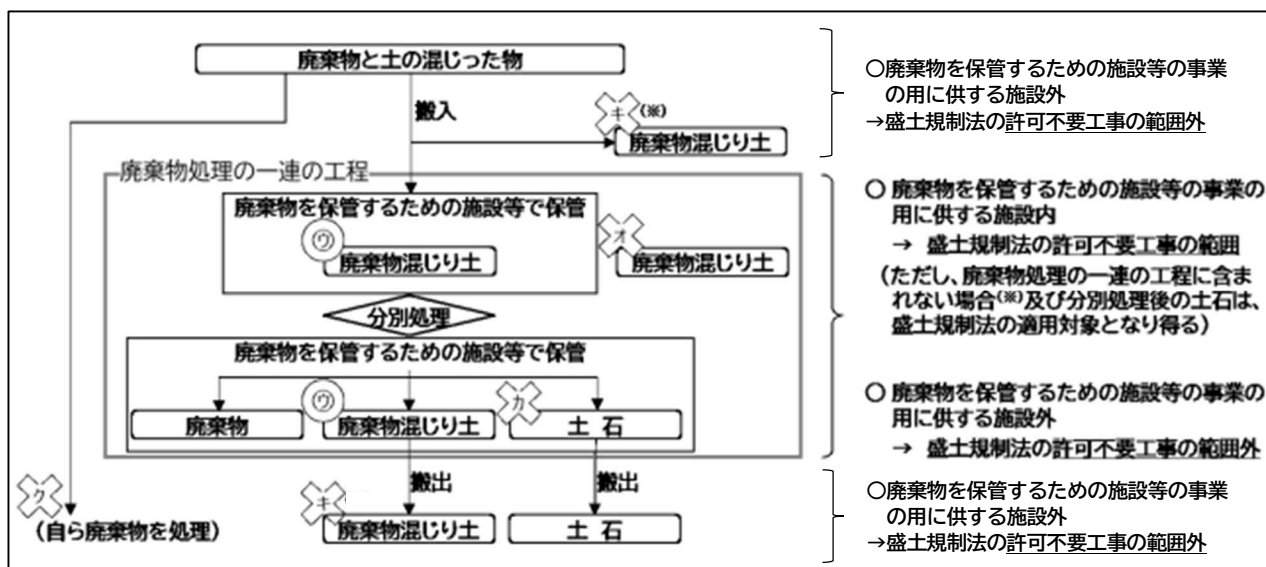 廃棄物と土の混じった物
搬入
キ
(※)
廃棄物混じり土
廃棄物処理の一連の工程
廃棄物を保管するための施設等で保管
ウ
廃棄物混じり土
オ
廃棄物混じり土
分別処理
廃棄物を保管するための施設等で保管
廃棄物
ウ
廃棄物混じり土
カ
土 石
搬出
搬出
ク
(自ら廃棄物を処理)
キ
廃棄物混じり土
土 石
〇廃棄物を保管するための施設等の事業
の用に供する施設外
→盛土規制法の許可不要工事の範囲外
〇 廃棄物を保管するための施設等の事業の
用に供する施設内
→ 盛土規制法の許可不要工事の範囲
(ただし、廃棄物処理の一連の工程に含ま
れない場合(※)及び分別処理後の土石は、
盛土規制法の適用対象となり得る)
〇 廃棄物を保管するための施設等の事業の
用に供する施設外
→ 盛土規制法の許可不要工事の範囲外
〇廃棄物を保管するための施設等の事業
の用に供する施設外
→盛土規制法の許可不要工事の範囲外